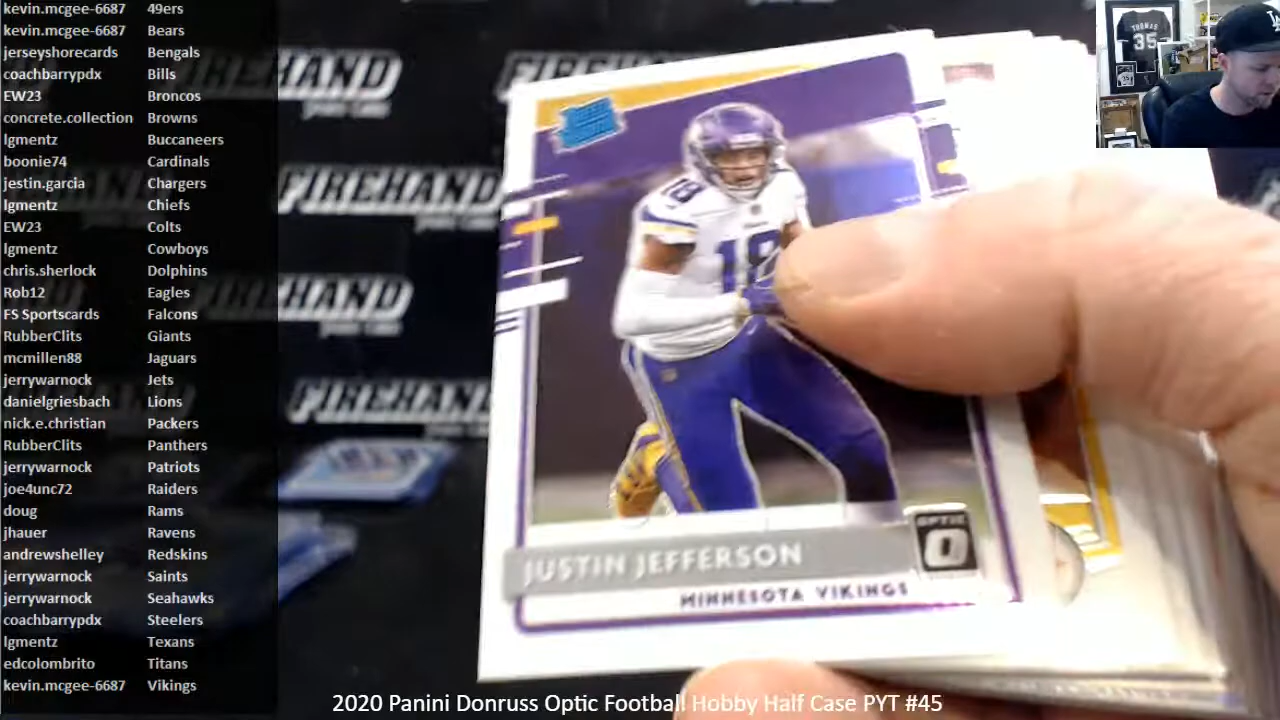 kevin.mcgee-6687 49ers
kevin.mcgee-6687 Bears
jerseyshorecards Bengals
coachbarrypdx Bills
EW23 Broncos
concrete.collection Browns
lgmentz Buccaneers
boonie74 Cardinals
jestin.garcia Chargers
lgmentz Chiefs
EW23 Colts
lgmentz Cowboys
chris.sherlock Dolphins
Rob12 Eagles
FS Sportscards Falcons
RubberClits Giants
mcmillen88 Jaguars
jerrywarnock Jets
danielgriesbach Lions
nick.e.christian Packers
RubberClits Panthers
jerrywarnock Patriots
joe4unc72 Raiders
doug Rams
jhauer Ravens
andrewshelley Redskins
jerrywarnock Saints
jerrywarnock Seahawks
coachbarrypdx Steelers
lgmentz Texans
edcolombrito Titans
kevin.mcgee-6687 Vikings
FIREHAND
FIREHAND
FIREHAND
FIREHAND
THOMAS
35
18
18
OPTIC
JUSTIN JEFFERSON
MINNESOTA VIKINGS
2020 Panini Donruss Optic Football Hobby Half Case PYT #45